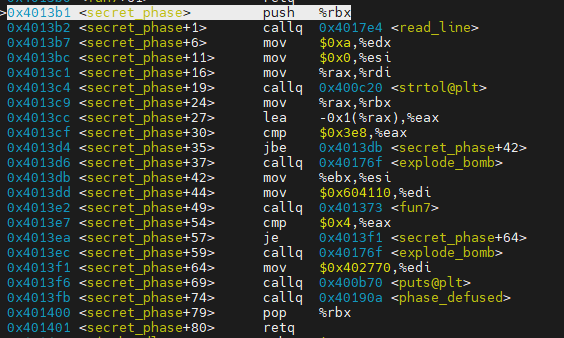 >0x4013b1 <secret_phase> push %rbx
0x4013b2 <secret_phase+1> callq 0x4017e4 <read_line>
0x4013b7 <secret_phase+6> mov $0xa,%edx
0x4013bc <secret_phase+11> mov $0x0,%esi
0x4013c1 <secret_phase+16> mov %rax,%rdi
0x4013c4 <secret_phase+19> callq 0x400c20 <strtol@plt>
0x4013c9 <secret_phase+24> mov %rax,%rbx
0x4013cc <secret_phase+27> lea -0x1(%rax),%eax
0x4013cf <secret_phase+30> cmp $0x3e8,%eax
0x4013d4 <secret_phase+35> jbe 0x4013db <secret_phase+42>
0x4013d6 <secret_phase+37> callq 0x40176f <explode_bomb>
0x4013db <secret_phase+42> mov %ebx,%esi
0x4013dd <secret_phase+44> mov $0x604110,%edi
0x4013e2 <secret_phase+49> callq 0x401373 <fun7>
0x4013e7 <secret_phase+54> cmp $0x4,%eax
0x4013ea <secret_phase+57> je 0x4013f1 <secret_phase+64>
0x4013ec <secret_phase+59> callq 0x40176f <explode_bomb>
0x4013f1 <secret_phase+64> mov $0x402770,%edi
0x4013f6 <secret_phase+69> callq 0x400b70 <puts@plt>
0x4013fb <secret_phase+74> callq 0x40190a <phase_defused>
0x401400 <secret_phase+79> pop %rbx
0x401401 <secret_phase+80> retq